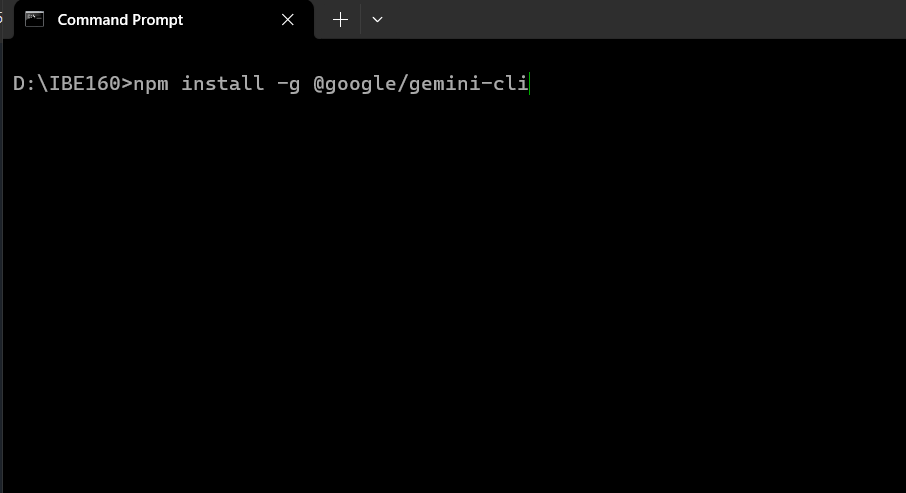 Command Prompt
D:\IBE160>npm install -g @google/gemini-cli